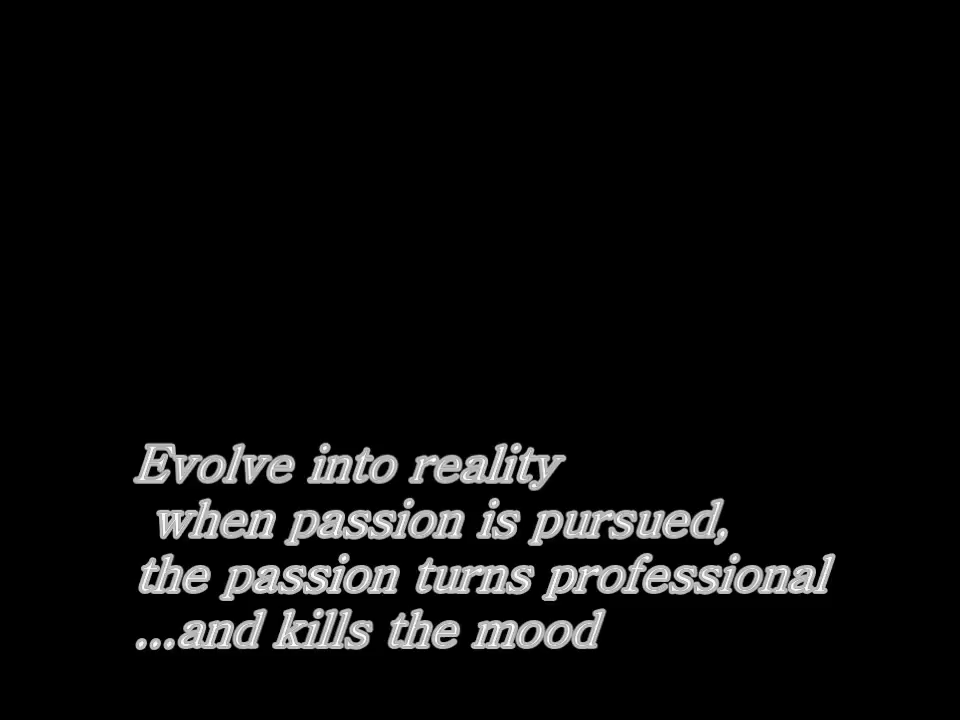 Evolve into reality
when passion is pursued,
the passion turns professional
...and kills the mood